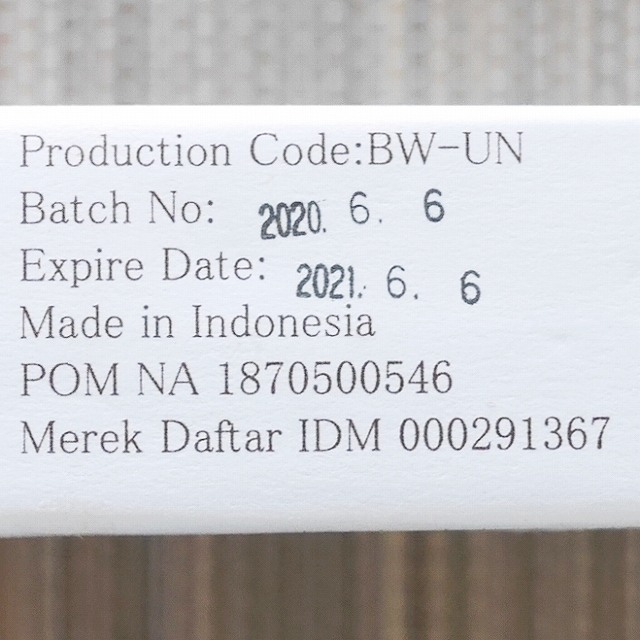 Production Code:BW-UN
Batch No: 2020. 6. 6
Expire Date: 2021. 6. 6
Made in Indonesia
POM NA 1870500546
Merek Daftar IDM 000291367